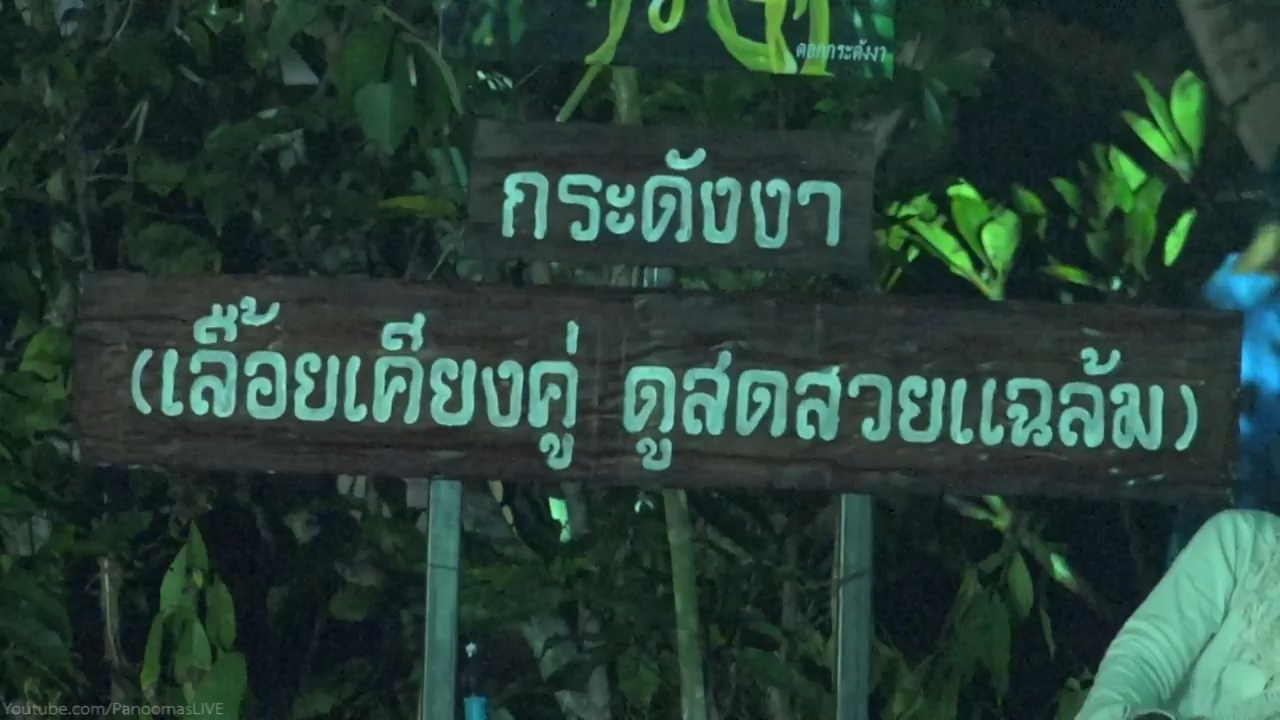 ดอกกระดังงา
กระดังงา
(เลื้อยเคียงคู่ ดูสดสวยแฉล้ม)
Youtube.com/PanoomasLIVE